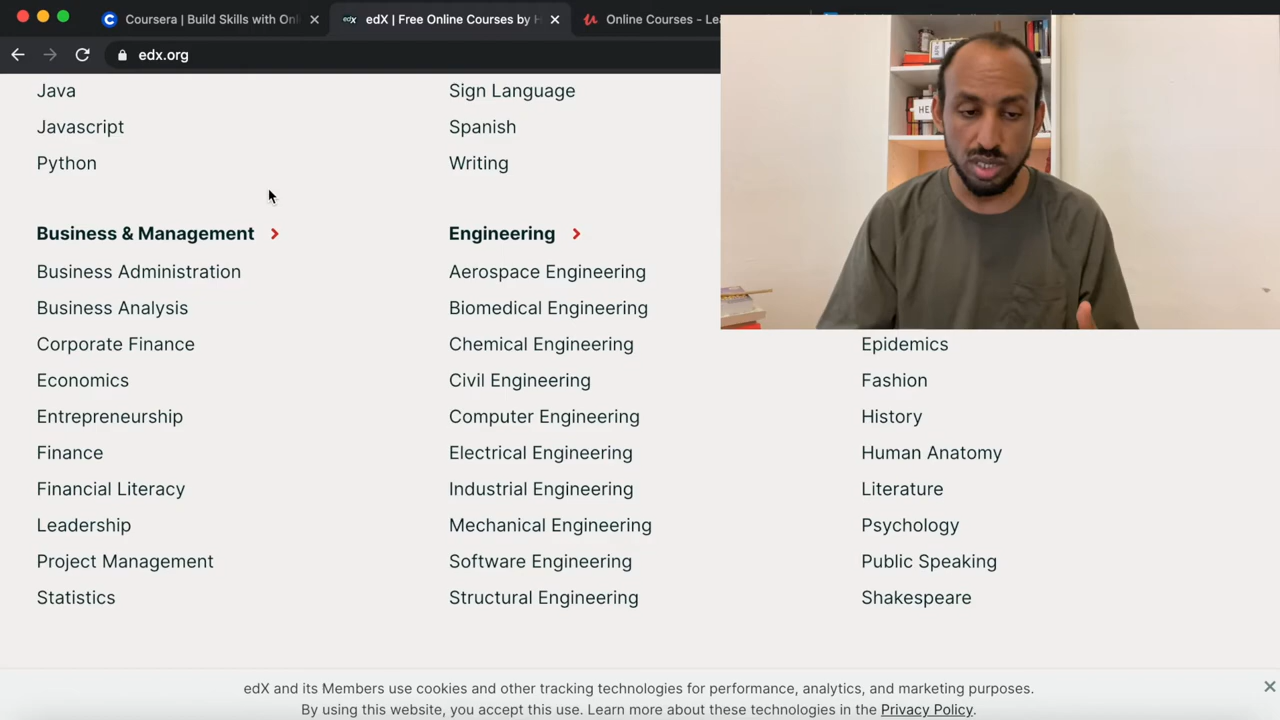 Coursera | Build Skills with Onl
edX | Free Online Courses by H
Online Courses - Lea
edx.org
Java
Javascript
Python
Sign Language
Spanish
Writing
Business & Management
Business Administration
Business Analysis
Corporate Finance
Economics
Entrepreneurship
Finance
Financial Literacy
Leadership
Project Management
Statistics
Engineering
Aerospace Engineering
Biomedical Engineering
Chemical Engineering
Civil Engineering
Computer Engineering
Electrical Engineering
Industrial Engineering
Mechanical Engineering
Software Engineering
Structural Engineering
Epidemics
Fashion
History
Human Anatomy
Literature
Psychology
Public Speaking
Shakespeare
edX and its Members use cookies and other tracking technologies for performance, analytics, and marketing purposes.
By using this website, you accept this use. Learn more about these technologies in the Privacy Policy.